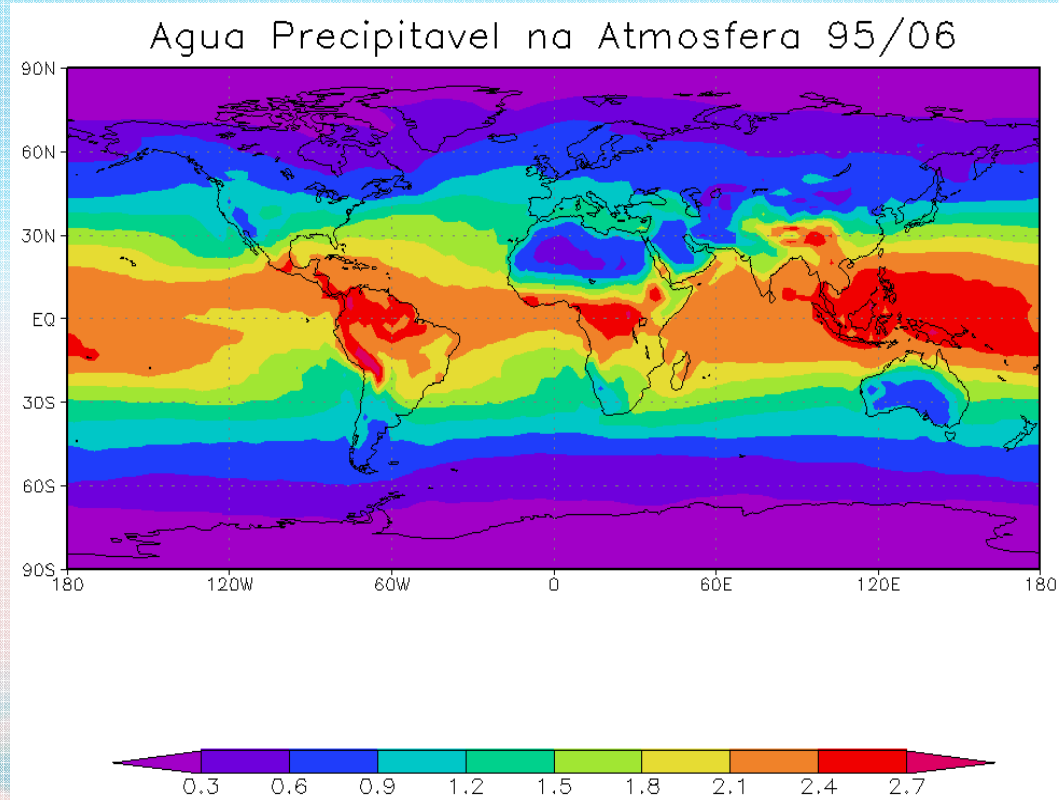 Agua Precipitavel na Atmosfera 95/06
90N
60N
30N
EQ
30S
60S
90S
180 120W 60W 0 60E 120E 180
0.3 0.6 0.9 1.2 1.5 1.8 2.1 2.4 2.7